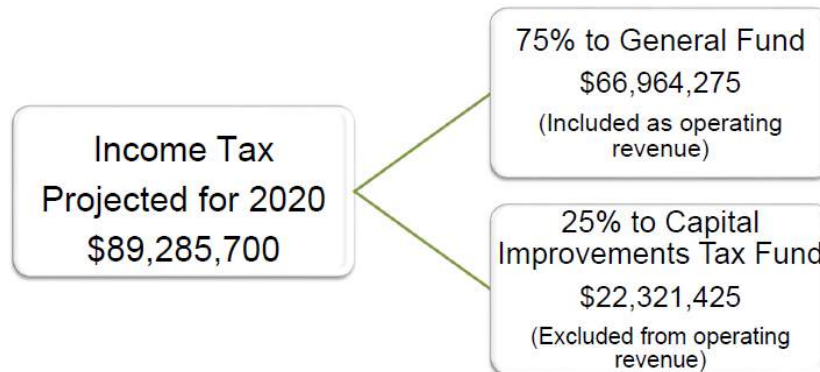 Income Tax
Projected for 2020
$89,285,700
75% to General Fund
$66,964,275
(Included as operating
revenue)
25% to Capital
Improvements Tax Fund
$22,321,425
(Excluded from operating
revenue)